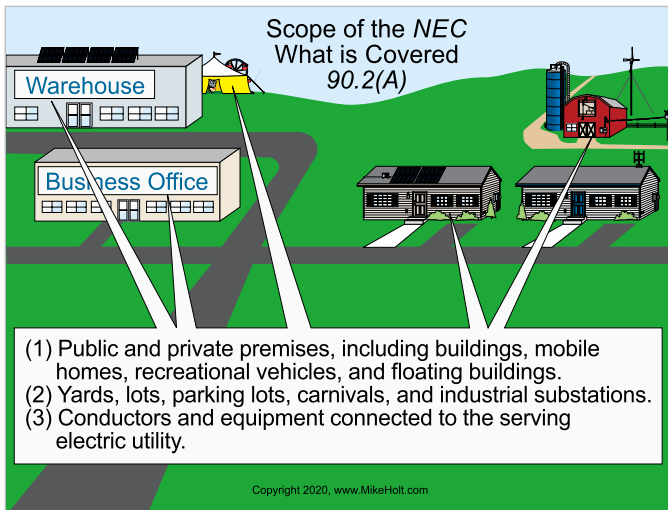 Scope of the NEC
What is Covered
90.2(A)
Warehouse
Business Office
(1) Public and private premises, including buildings, mobile
homes, recreational vehicles, and floating buildings.
(2) Yards, lots, parking lots, carnivals, and industrial substations.
(3) Conductors and equipment connected to the serving
electric utility.
Copyright 2020, www.MikeHolt.com